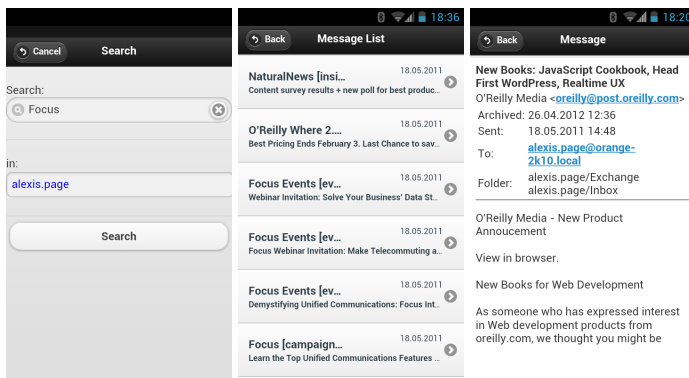 Cancel
Search
Search:
Focus
in:
alexis.page
Search
18:36
Back
Message List
NaturalNews [insi...
18.05.2011
Content survey results + new poll for best produc...
O'Reilly Where 2....
18.05.2011
Best Pricing Ends February 3. Last Chance to sav...
Focus Events [ev...
18.05.2011
Webinar Invitation: Solve Your Business' Data St...
Focus Events [ev...
18.05.2011
Focus Webinar Invitation: Make Telecommuting a...
Focus Events [ev...
18.05.2011
Demystifying Unified Communications: Focus Int...
Focus [campaign...
18.05.2011
Learn the Top Unified Communications Features ...
18:20
Back
Message
New Books: JavaScript Cookbook, Head
First WordPress, Realtime UX
O'Reilly Media <oreilly@post.oreilly.com>
Archived: 26.04.2012 12:36
Sent: 18.05.2011 14:48
To: alexis.page@orange-
2k10.local
Folder: alexis.page/Exchange
alexis.page/Inbox
O'Reilly Media - New Product
Annoucement
View in browser.
New Books for Web Development
As someone who has expressed interest
in Web development products from
oreilly.com, we thought you might be